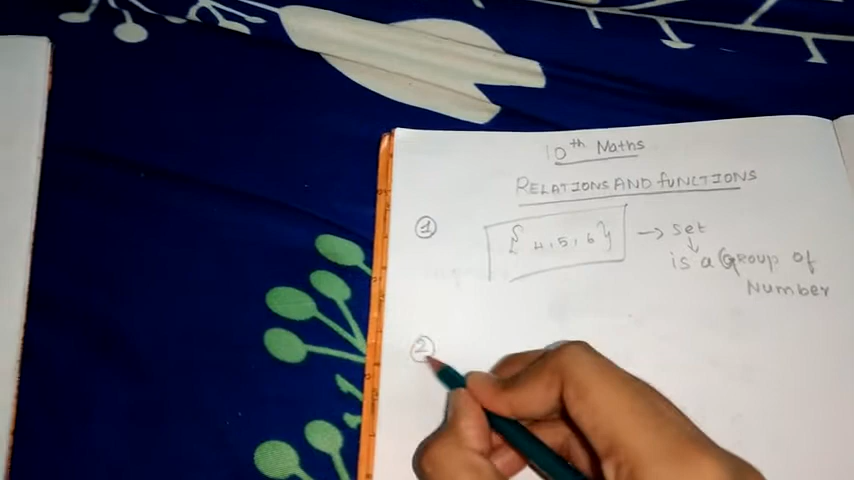 10th Maths
RELATIONS AND FUNCTIONS
① {4,5,6} → set
↓
is a Group of
Number
②